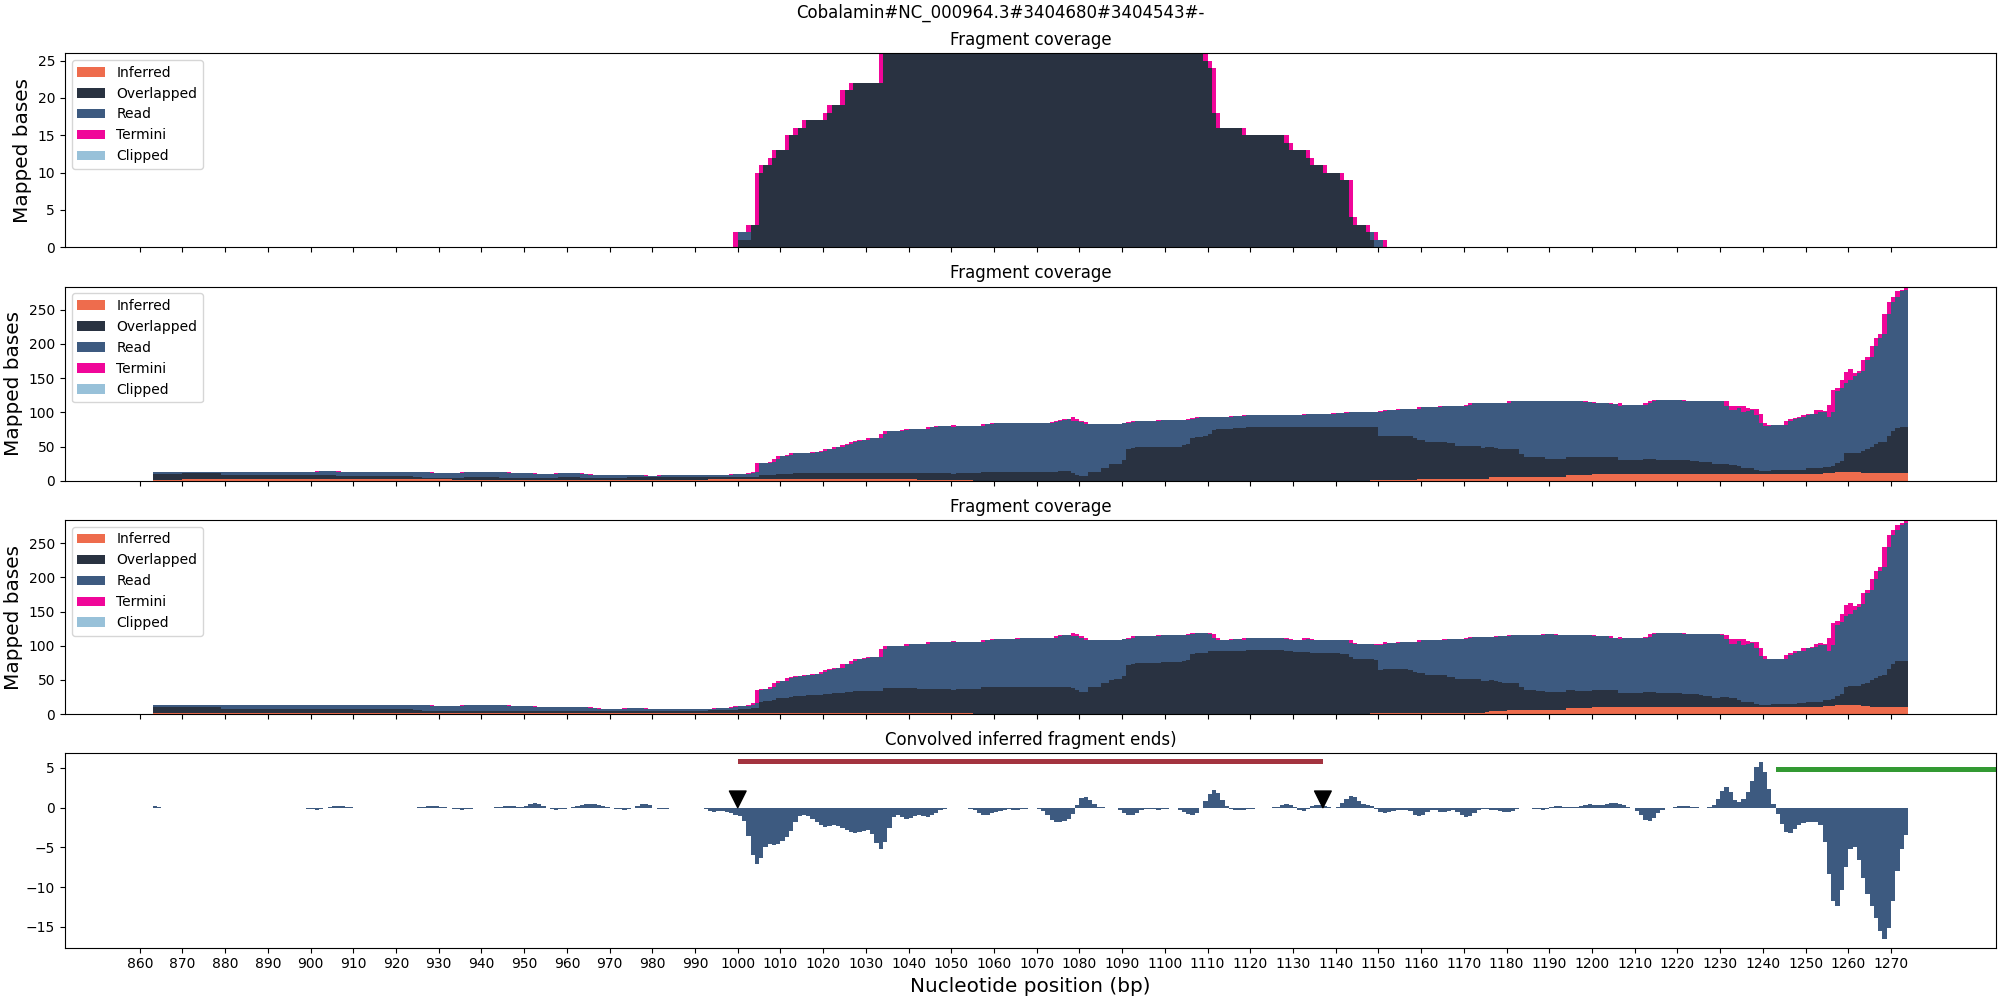 Cobalamin#NC_000964.3#3404680#3404543#-
Fragment coverage
Mapped bases
25
20
15
10
5
0
Inferred
Overlapped
Read
Termini
Clipped
Fragment coverage
Mapped bases
250
200
150
100
50
0
Inferred
Overlapped
Read
Termini
Clipped
Fragment coverage
Mapped bases
250
200
150
100
50
0
Inferred
Overlapped
Read
Termini
Clipped
Convolved inferred fragment ends)
5
0
−5
−10
−15
860 870 880 890 900 910 920 930 940 950 960 970 980 990 1000 1010 1020 1030 1040 1050 1060 1070 1080 1090 1100 1110 1120 1130 1140 1150 1160 1170 1180 1190 1200 1210 1220 1230 1240 1250 1260 1270
Nucleotide position (bp)